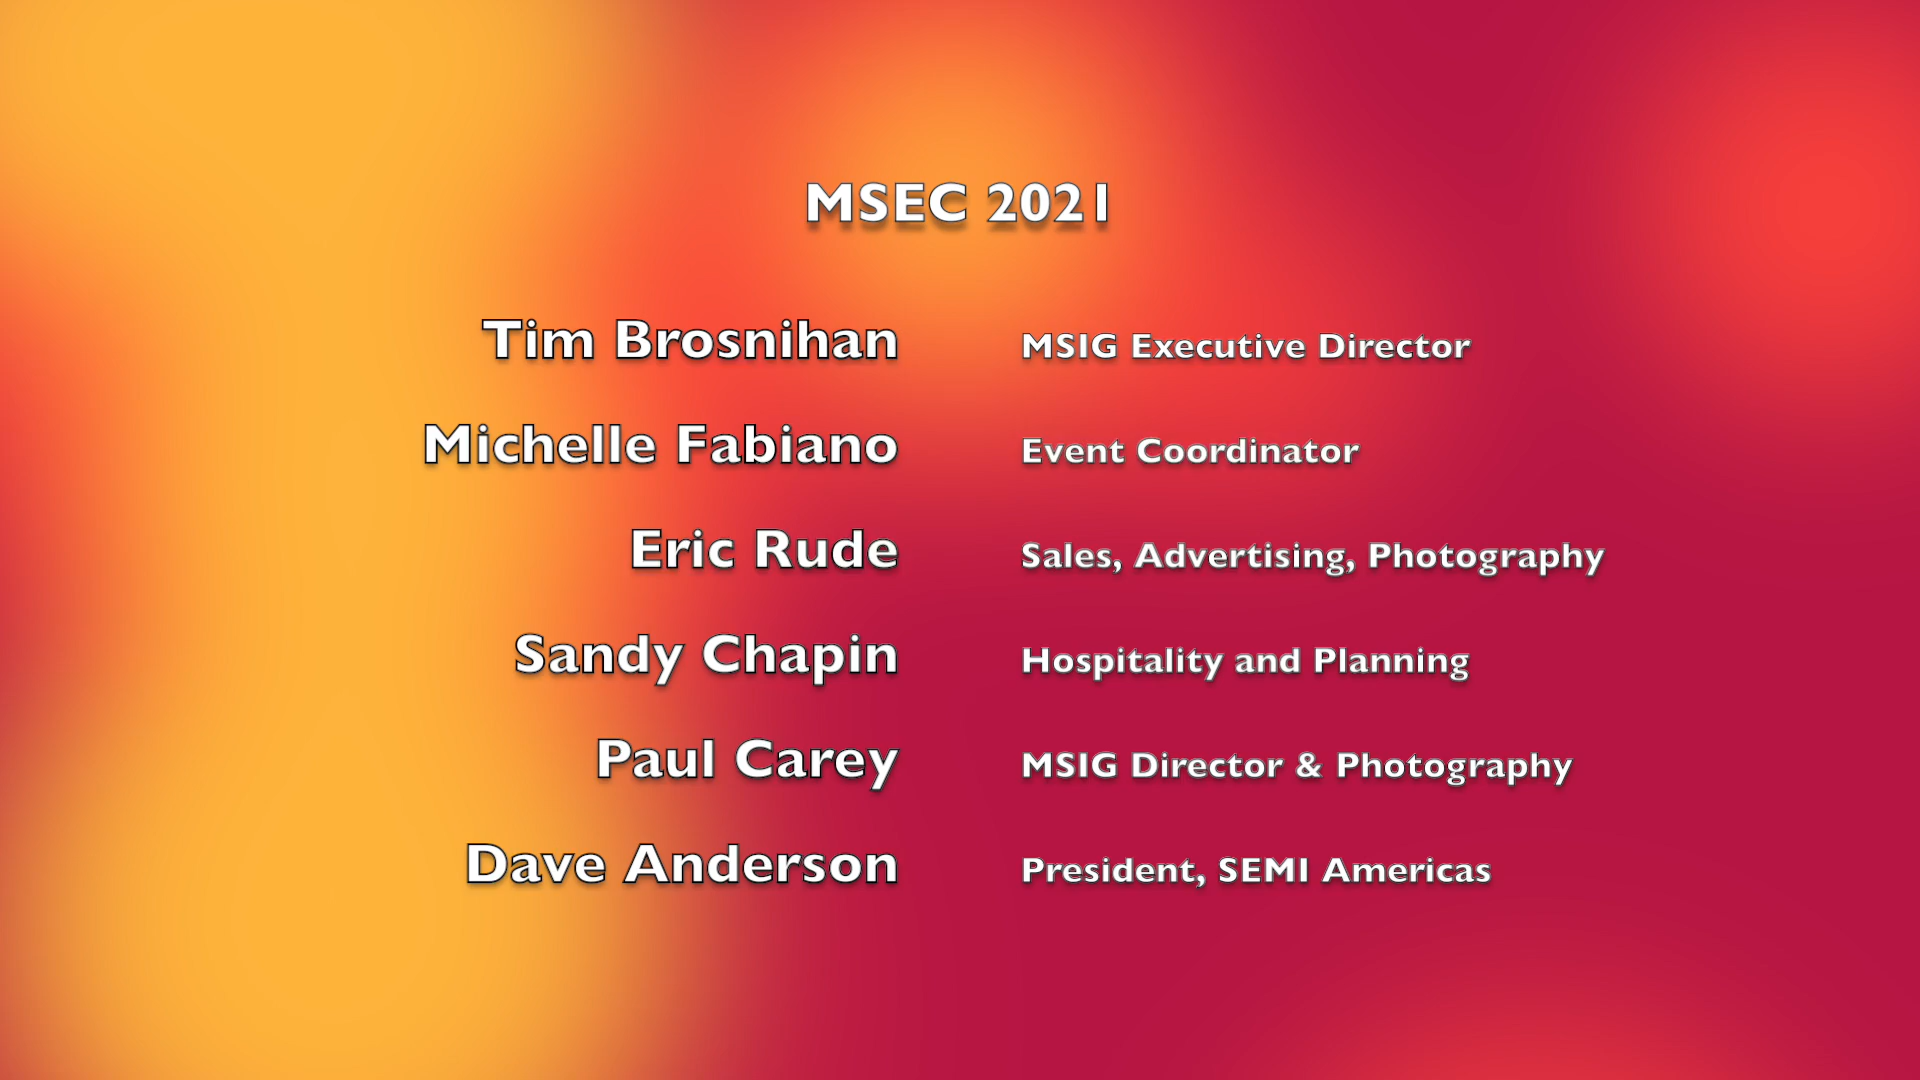 MSEC 2021
Tim Brosnihan MSIG Executive Director
Michelle Fabiano Event Coordinator
Eric Rude Sales, Advertising, Photography
Sandy Chapin Hospitality and Planning
Paul Carey MSIG Director & Photography
Dave Anderson President, SEMI Americas